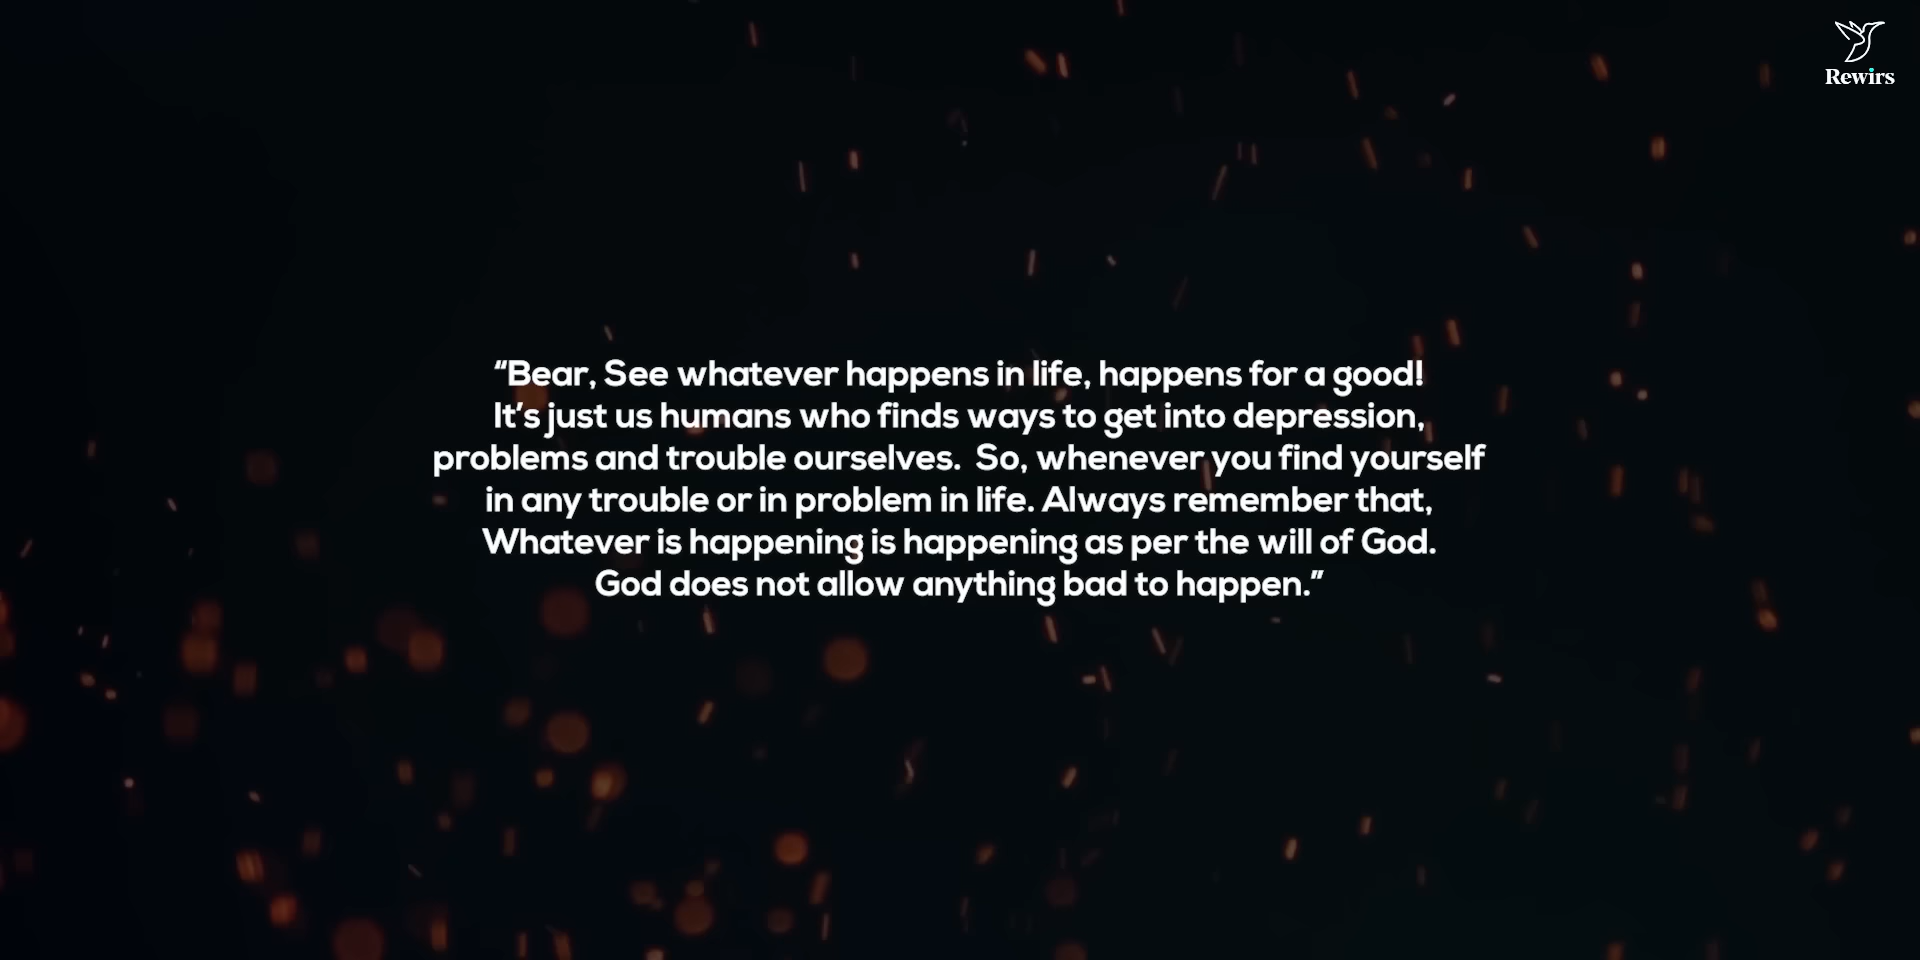 Rewirs
“Bear, See whatever happens in life, happens for a good!
It’s just us humans who finds ways to get into depression,
problems and trouble ourselves.  So, whenever you find yourself
in any trouble or in problem in life. Always remember that,
Whatever is happening is happening as per the will of God.
God does not allow anything bad to happen.”